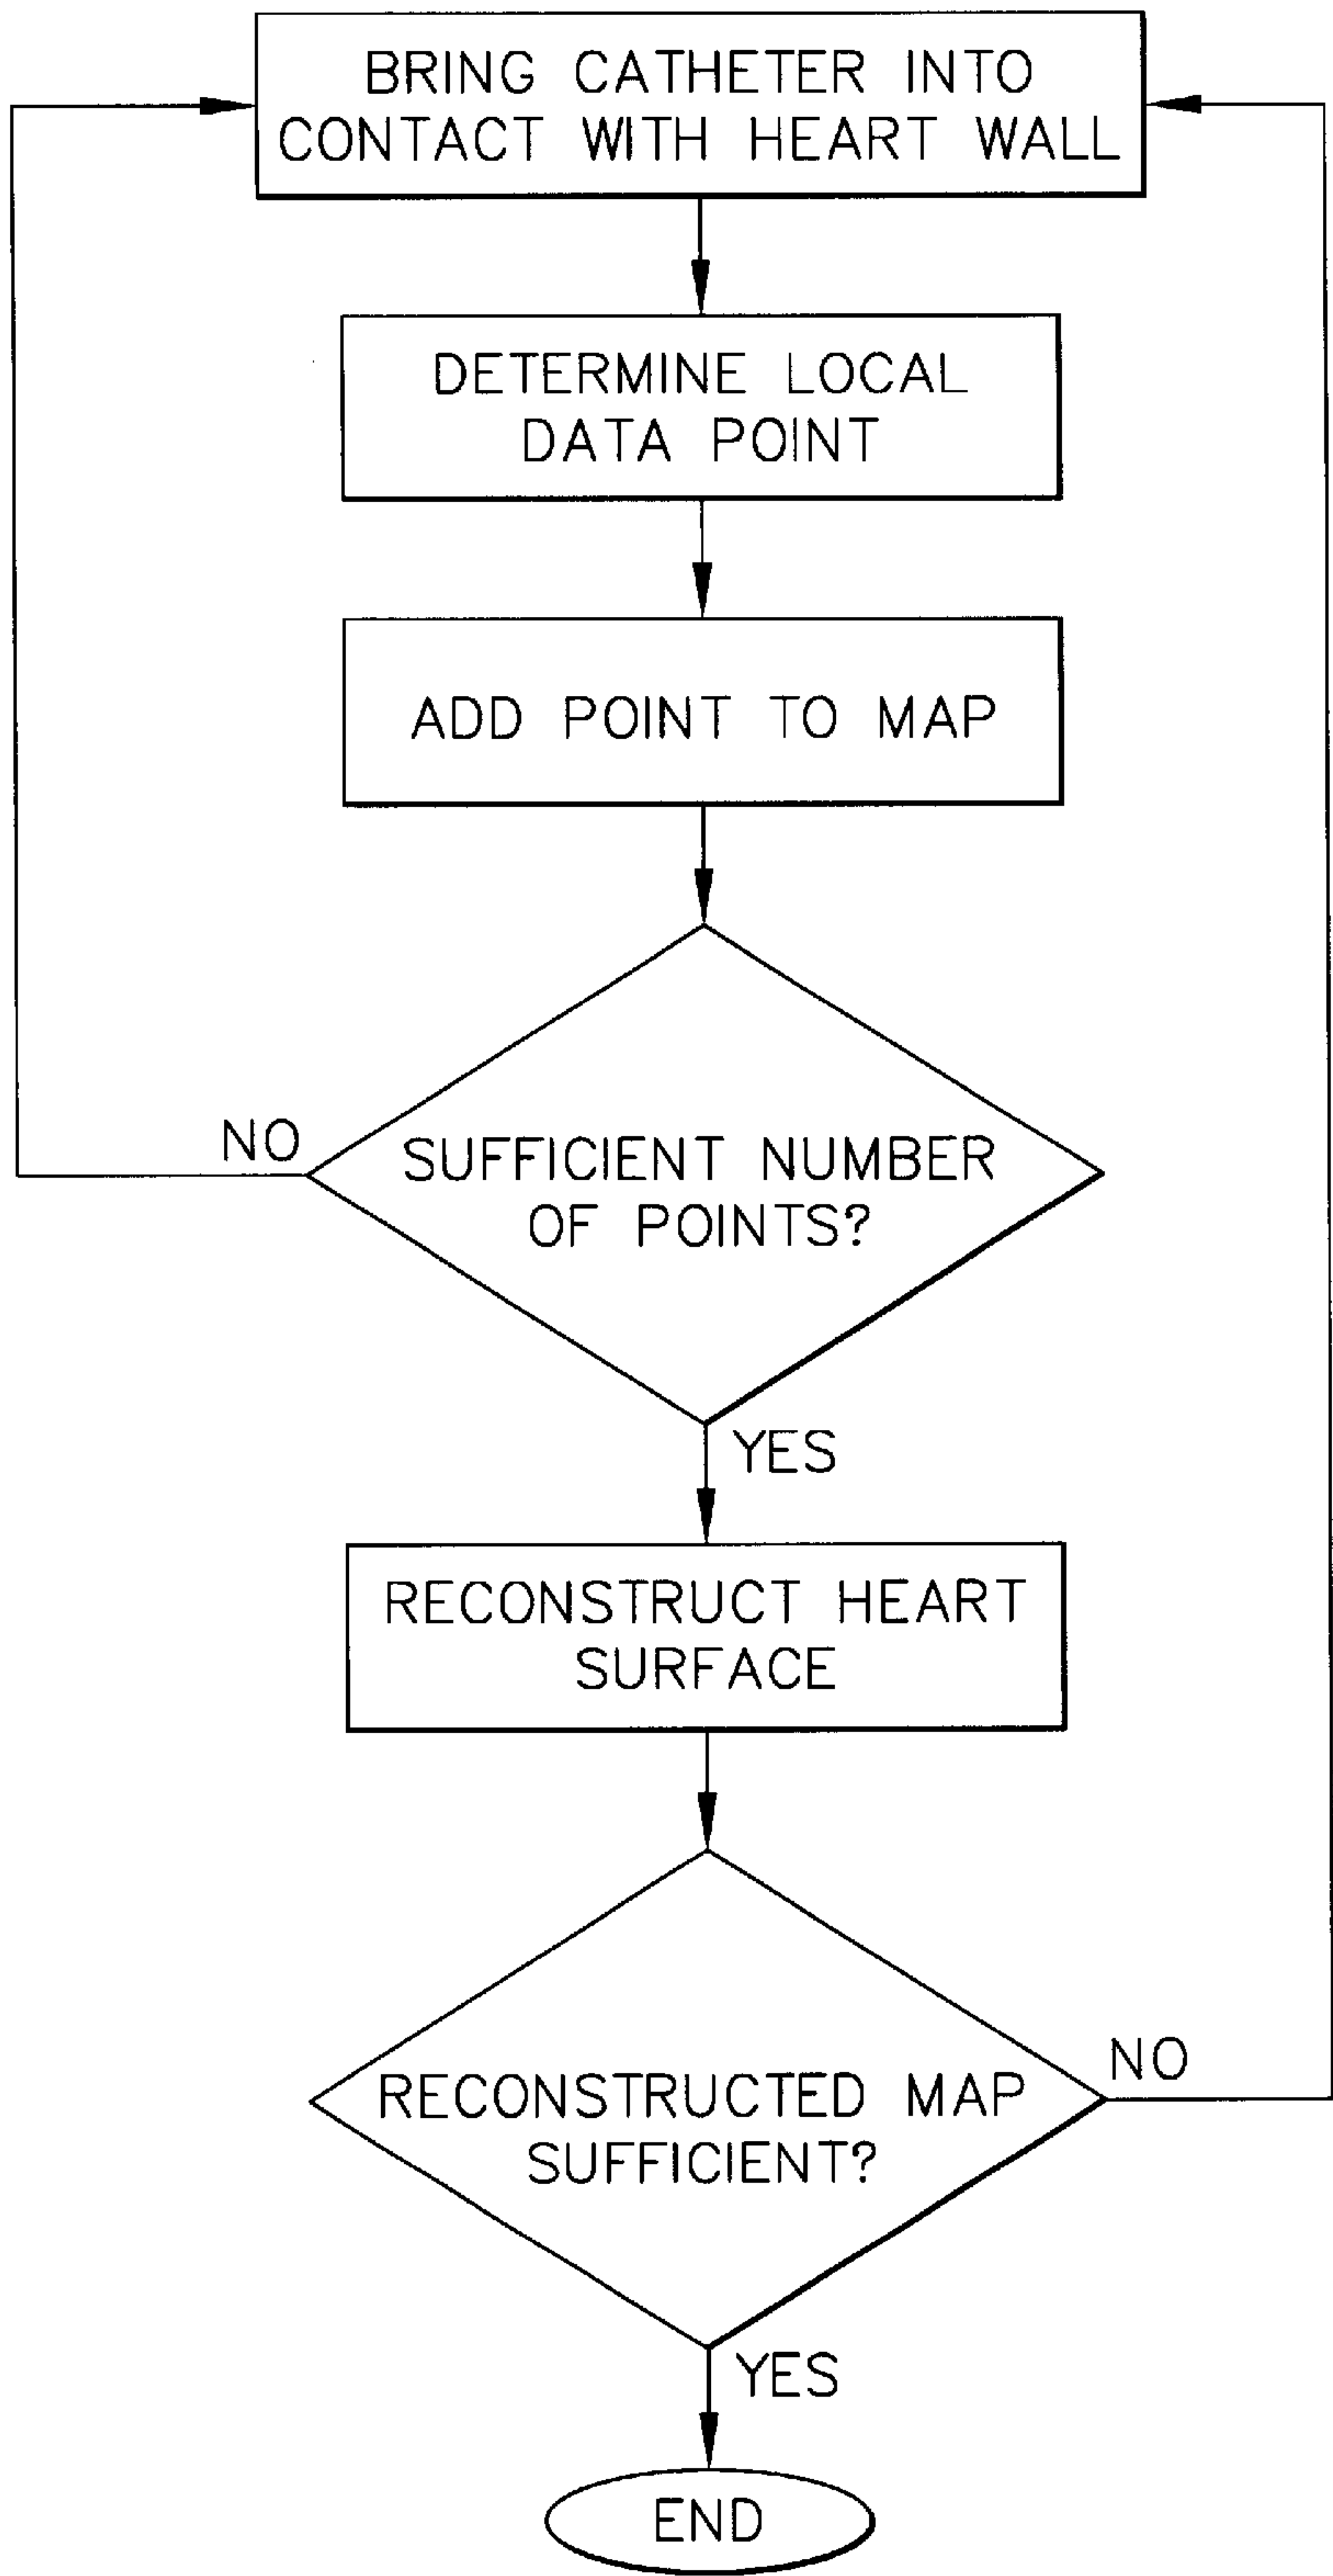 BRING CATHETER INTO
CONTACT WITH HEART WALL
DETERMINE LOCAL
DATA POINT
ADD POINT TO MAP
NO
SUFFICIENT NUMBER
OF POINTS?
YES
RECONSTRUCT HEART
SURFACE
NO
RECONSTRUCTED MAP
SUFFICIENT?
YES
END